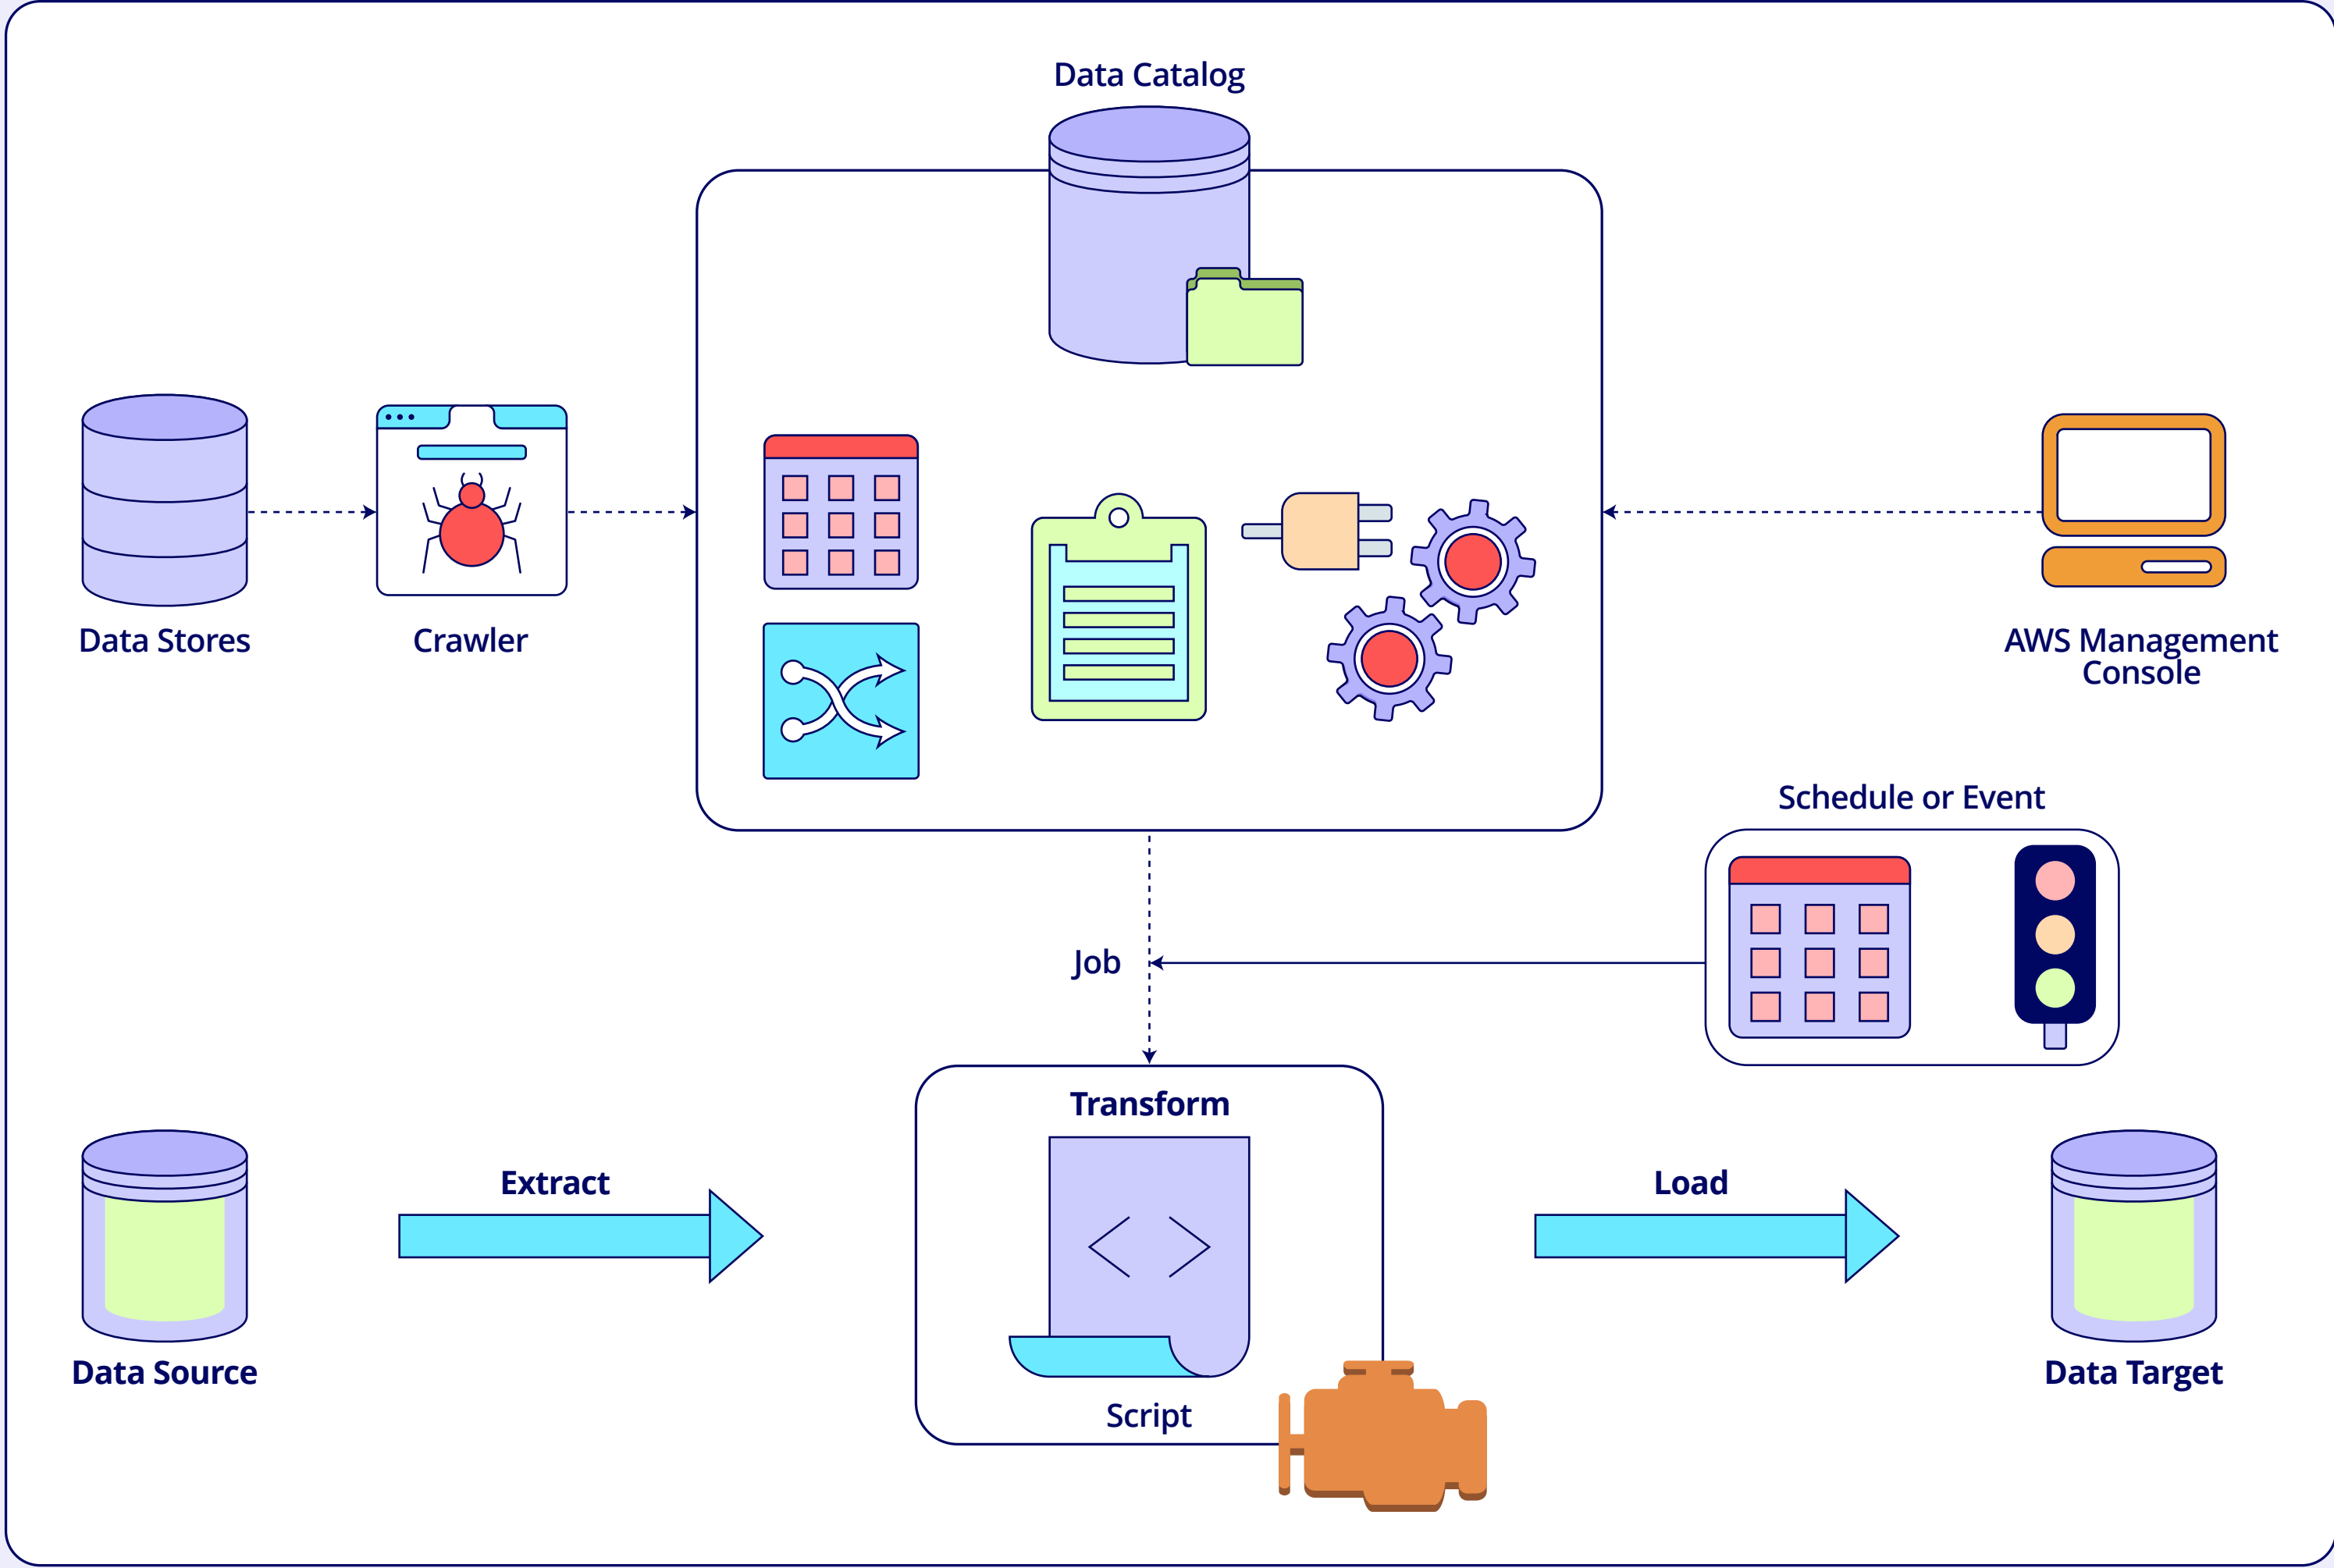 Data Catalog
Data Stores
Crawler
AWS Management
Console
Schedule or Event
Job
Transform
Extract
Load
Data Source
Script
Data Target